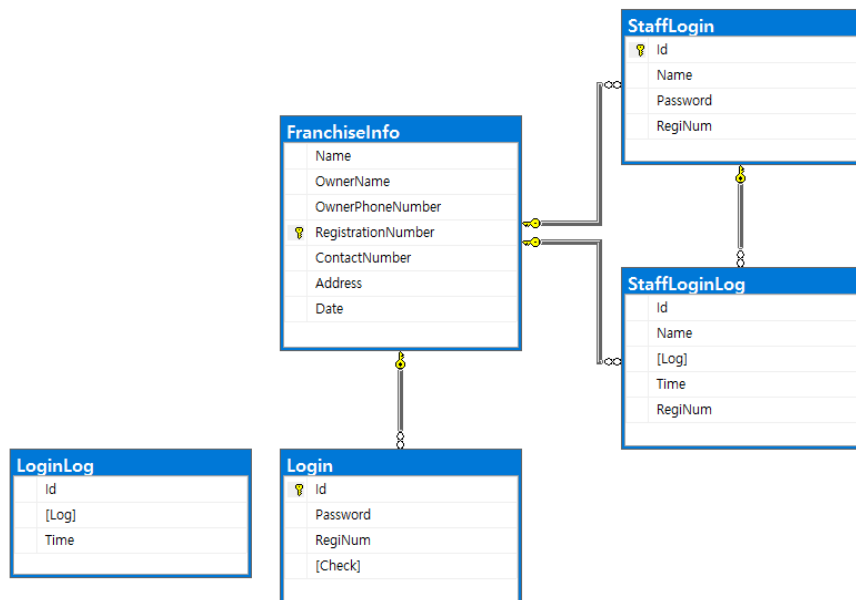 StaffLogin
Id
Name
Password
RegiNum
FranchiseInfo
Name
OwnerName
OwnerPhoneNumber
RegistrationNumber
ContactNumber
Address
Date
StaffLoginLog
Id
Name
[Log]
Time
RegiNum
LoginLog
Id
[Log]
Time
Login
Id
Password
RegiNum
[Check]